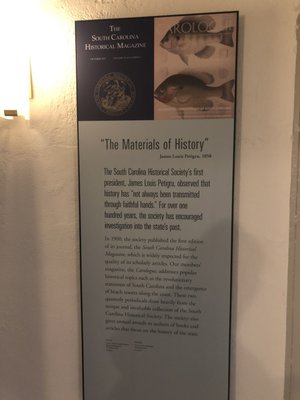 THE
SOUTH CAROLINA
HISTORICAL MAGAZINE
CAROLOGUE
"The Materials of History"
James Louis Petigru, 1858
The South Carolina Historical Society's first
president, James Louis Petigru, observed that
history has "not always been transmitted
through faithful hands." For over one
hundred years, the society has encouraged
investigation into the state's past.
In 1900, the society published the first edition
of its journal, the South Carolina Historical
Magazine, which is widely respected for the
quality of its scholarly articles. Our members'
magazine, the Carologue, addresses popular
historical topics such as the revolutionary
of South Carolina and the emergence
of beach resorts along the coast. These two
quarterly periodicals draw heavily from the
unique and invaluable collection of the South
Carolina Historical Society. The society also
gives annual awards to authors of books and
articles that focus on the history of the state.